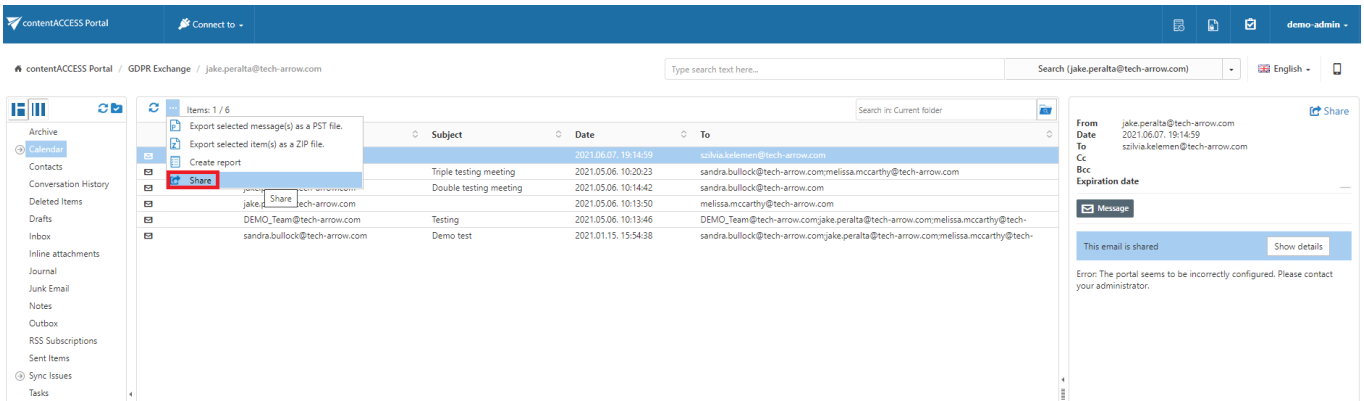 contentACCESS Portal
Connect to
demo-admin
contentACCESS Portal / GDPR Exchange / jake.peralta@tech-arrow.com
Type search text here...
Search (jake.peralta@tech-arrow.com)
English
Archive
Calendar
Contacts
Conversation History
Deleted Items
Drafts
Inbox
Inline attachments
Journal
Junk Email
Notes
Outbox
RSS Subscriptions
Sent Items
Sync Issues
Tasks
Items: 1 / 6
Search in: Current folder
Export selected message(s) as a PST file.
Export selected item(s) as a ZIP file.
Create report
Share
Share
Subject Date To
2021.06.07. 19:14:59 szilvia.kelemen@tech-arrow.com
Triple testing meeting 2021.05.06. 10:20:23 sandra.bullock@tech-arrow.com;melissa.mccarthy@tech-arrow.com
Double testing meeting 2021.05.06. 10:14:42 sandra.bullock@tech-arrow.com
jake.p tech-arrow.com 2021.05.06. 10:13:50 melissa.mccarthy@tech-arrow.com
DEMO_Team@tech-arrow.com Testing 2021.05.06. 10:13:46 DEMO_Team@tech-arrow.com;jake.peralta@tech-arrow.com;melissa.mccarthy@tech-
sandra.bullock@tech-arrow.com Demo test 2021.01.15. 15:54:38 sandra.bullock@tech-arrow.com;jake.peralta@tech-arrow.com;melissa.mccarthy@tech-
Share
From jake.peralta@tech-arrow.com
Date 2021.06.07. 19:14:59
To szilvia.kelemen@tech-arrow.com
Cc
Bcc
Expiration date
Message
This email is shared
Show details
Error: The portal seems to be incorrectly configured. Please contact
your administrator.